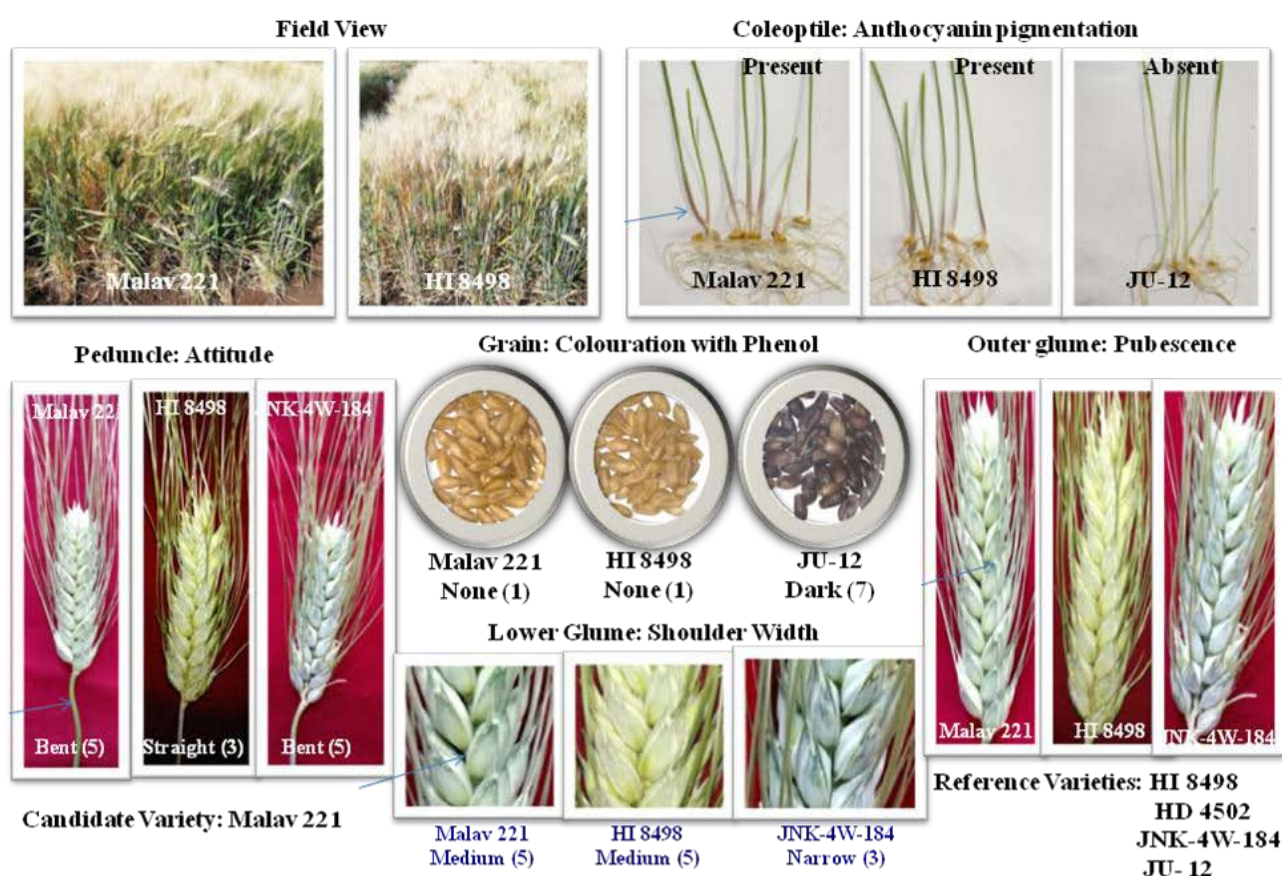 Field View
Coleoptile: Anthocyanin pigmentation
Present
Present
Absent
Malav 221
HI 8498
Malav 221
HI 8498
JU-12
Peduncle: Attitude
Grain: Colouration with Phenol
Outer glume: Pubescence
Malav 22
HI 8498
JNK-4W-184
Bent (5)
Straight (3)
Bent (5)
Malav 221
None (1)
HI 8498
None (1)
JU-12
Dark (7)
Malav 221
HI 8498
JNK-4W-184
Lower Glume: Shoulder Width
Malav 221
Medium (5)
HI 8498
Medium (5)
JNK-4W-184
Narrow (3)
Candidate Variety: Malav 221
Reference Varieties: HI 8498
HD 4502
JNK-4W-184
JU- 12